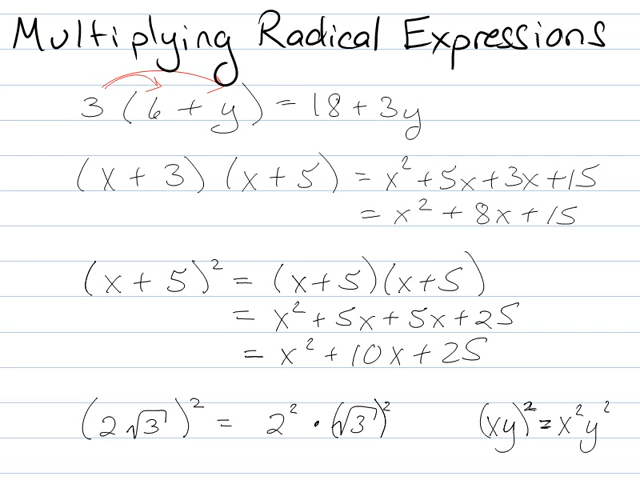 Multiplying Radical Expressions
3 (6 + y) = 18 + 3y
(x + 3) (x + 5) = x² + 5x + 3x + 15
= x² + 8x + 15
(x + 5)² = (x + 5)(x + 5)
= x² + 5x + 5x + 25
= x² + 10x + 25
(2√3)² = 2² · (√3)² (xy)² = x²y²